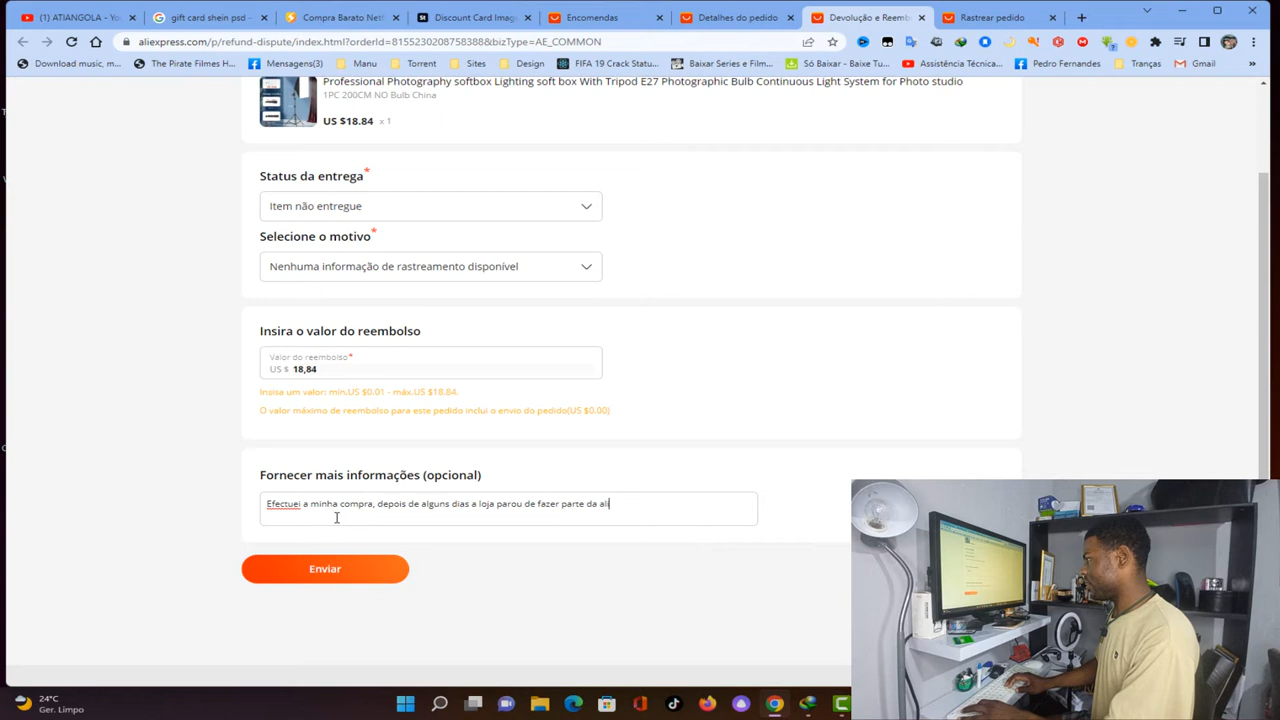 ATIANGOLA - YouTube
gift card shein psd -
Compra Barato Netf
Discount Card Image
Encomendas
Detalhes do pedido
Devolução e Reemb
Rastrear pedido
aliexpress.com/p/refund-dispute/index.html?orderId=8155230208758388&bizType=AE_COMMON
Download music, m...
The Pirate Filmes H...
Mensagens(3)
Manu
Torrent
Sites
Design
FIFA 19 Crack Statu...
Baixar Series e Film...
Só Baixar - Baixe Tu...
Assistência Técnica...
Pedro Fernandes
Tranças
Gmail
Professional Photography softbox Lighting soft box With Tripod E27 Photographic Bulb Continuous Light System for Photo studio
1PC 200CM NO Bulb China
US $18.84 x 1
Status da entrega*
Item não entregue
Selecione o motivo*
Nenhuma informação de rastreamento disponível
Insira o valor do reembolso
Valor do reembolso*
US $ 18,84
Insira um valor: mín.US $0.01 - máx.US $18.84.
O valor máximo de reembolso para este pedido inclui o envio do pedido(US $0.00)
Fornecer mais informações (opcional)
Efectuei a minha compra, depois de alguns dias a loja parou de fazer parte da ali
Enviar
24°C
Ger. Limpo